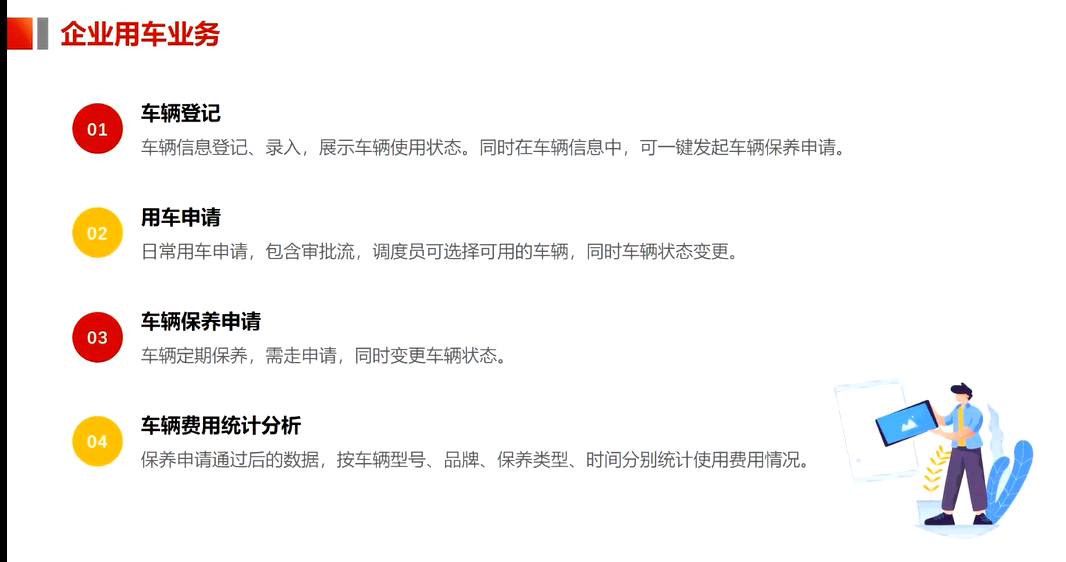 企业用车业务
01
车辆登记
车辆信息登记、录入，展示车辆使用状态。同时在车辆信息中，可一键发起车辆保养申请。
02
用车申请
日常用车申请，包含审批流，调度员可选择可用的车辆，同时车辆状态变更。
03
车辆保养申请
车辆定期保养，需走申请，同时变更车辆状态。
04
车辆费用统计分析
保养申请通过后的数据，按车辆型号、品牌、保养类型、时间分别统计使用费用情况。